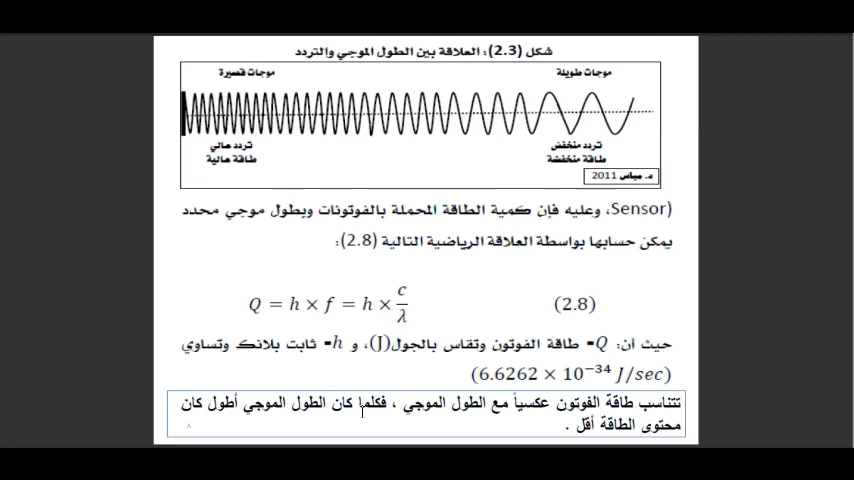 شكل (2.3): العلاقة بين الطول الموجي والتردد
موجات قصيرة
موجات طويلة
تردد عالي
طاقة عالية
تردد منخفض
طاقة منخفضة
د. مياس 2011
Sensor)، وعليه فإن كمية الطاقة المحملة بالفوتونات وبطول موجي محدد
يمكن حسابها بواسطة العلاقة الرياضية التالية (2.8):
Q = h × f = h × c/λ (2.8)
حيث أن: Q- طاقة الفوتون وتقاس بالجول(J)، و h- ثابت بلانك وتساوي
(6.6262 × 10⁻³⁴ J/sec)
تتناسب طاقة الفوتون عكسياً مع الطول الموجي ، فكلما كان الطول الموجي أطول كان
محتوى الطاقة أقل .
٨